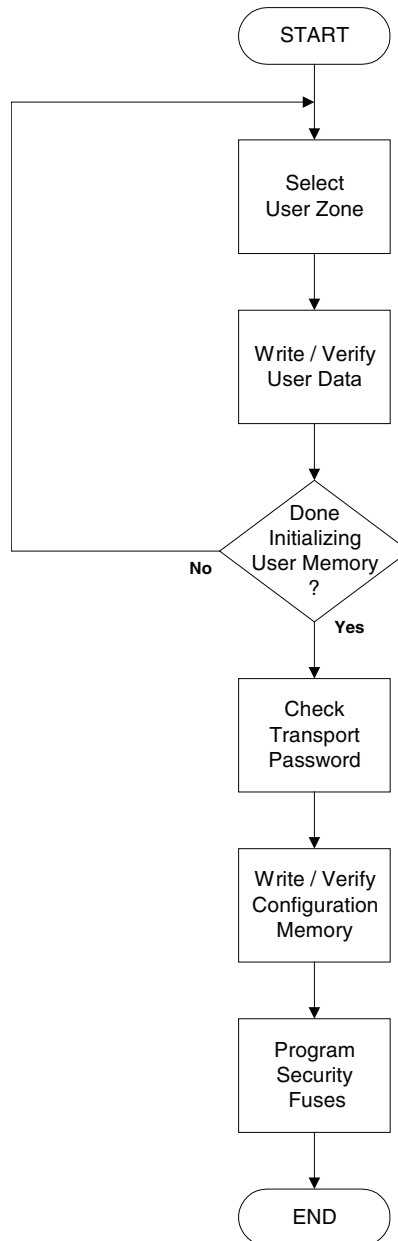 START
Select
User Zone
Write / Verify
User Data
Done
Initializing
User Memory
?
No
Yes
Check
Transport
Password
Write / Verify
Configuration
Memory
Program
Security
Fuses
END